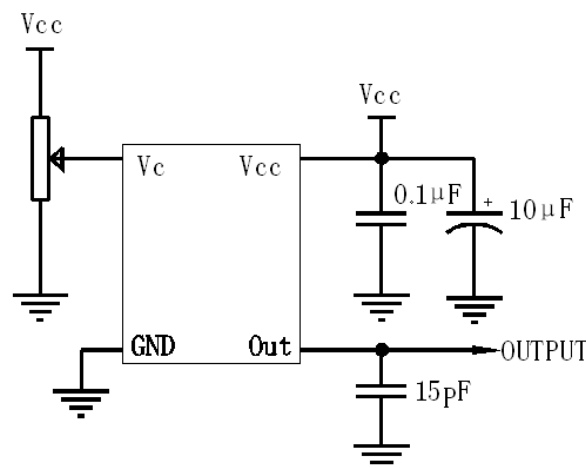 Vcc
Vcc
Vc
Vcc
0.1μF
+
10μF
GND
Out
OUTPUT
15pF